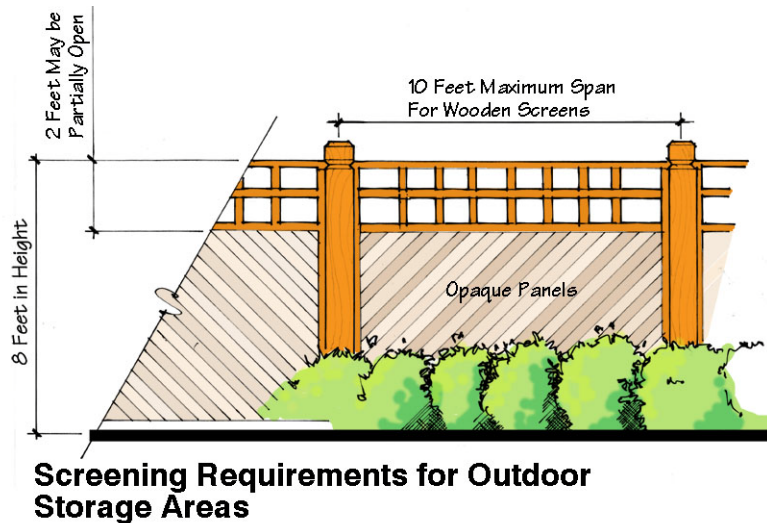 2 Feet May be
Partially Open
10 Feet Maximum Span
For Wooden Screens
8 Feet in Height
Opaque Panels
Screening Requirements for Outdoor
Storage Areas